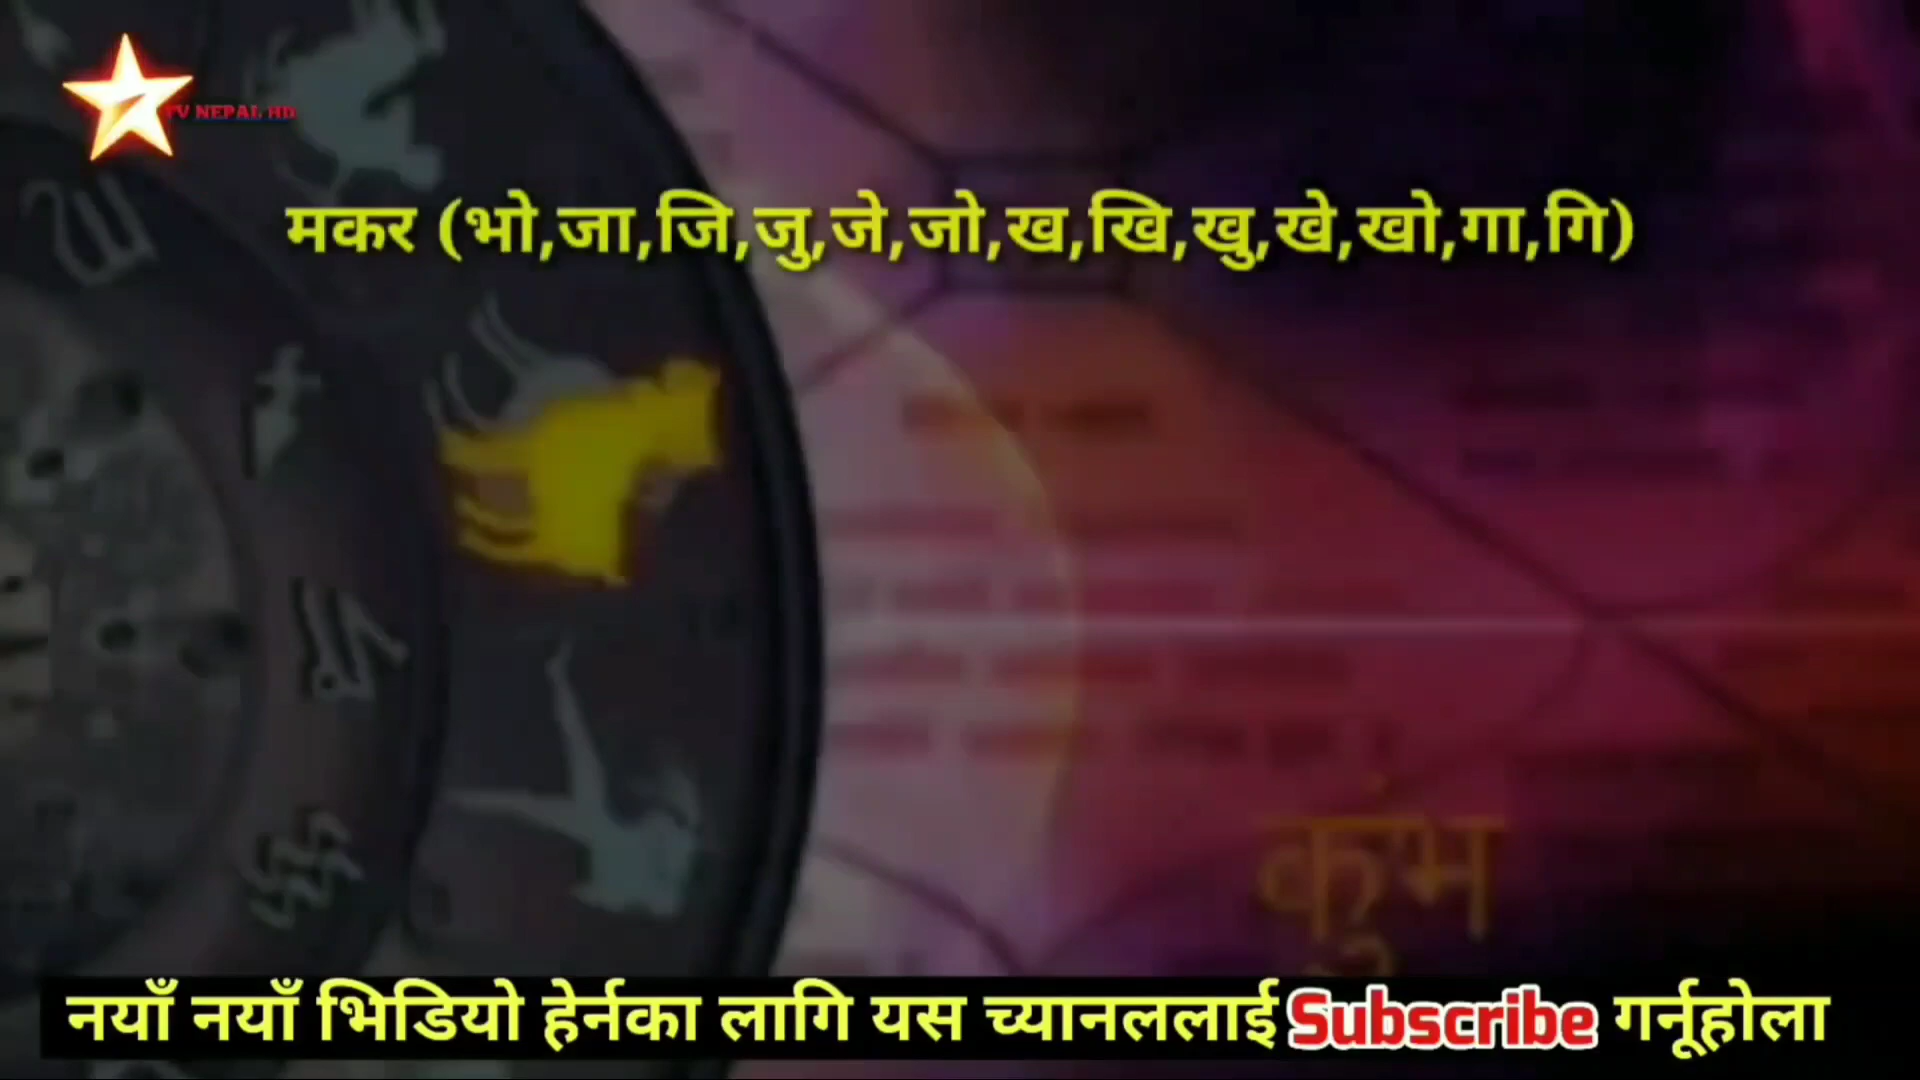 TV NEPAL HD
मकर (भो,जा,जि,जु,जे,जो,ख,खि,खु,खे,खो,गा,गि)
कुंभ
नयाँ नयाँ भिडियो हेर्नका लागि यस च्यानललाई Subscribe गर्नूहोला